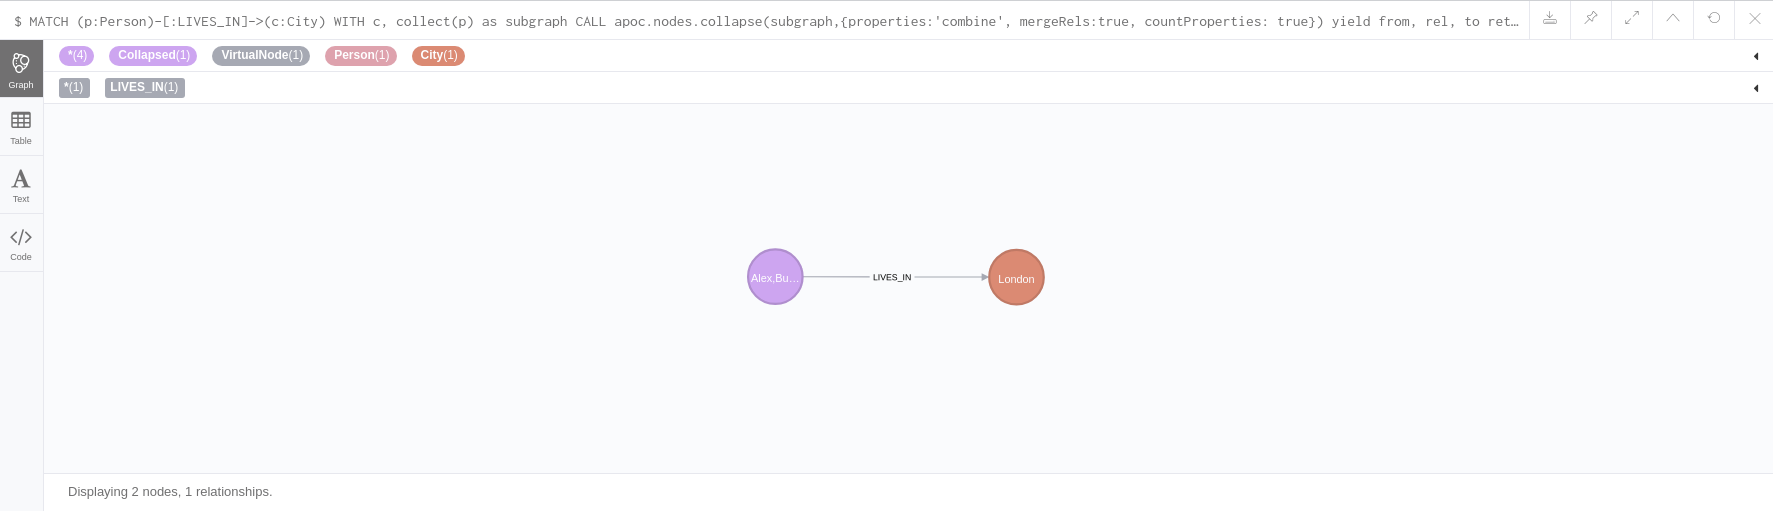 $ MATCH (p:Person)-[:LIVES_IN]->(c:City) WITH c, collect(p) as subgraph CALL apoc.nodes.collapse(subgraph,{properties:'combine', mergeRels:true, countProperties: true}) yield from, rel, to ret…
*(4) Collapsed(1) VirtualNode(1) Person(1) City(1)
*(1) LIVES_IN(1)
Graph
Table
Text
Code
Alex,Bu… LIVES_IN London
Displaying 2 nodes, 1 relationships.